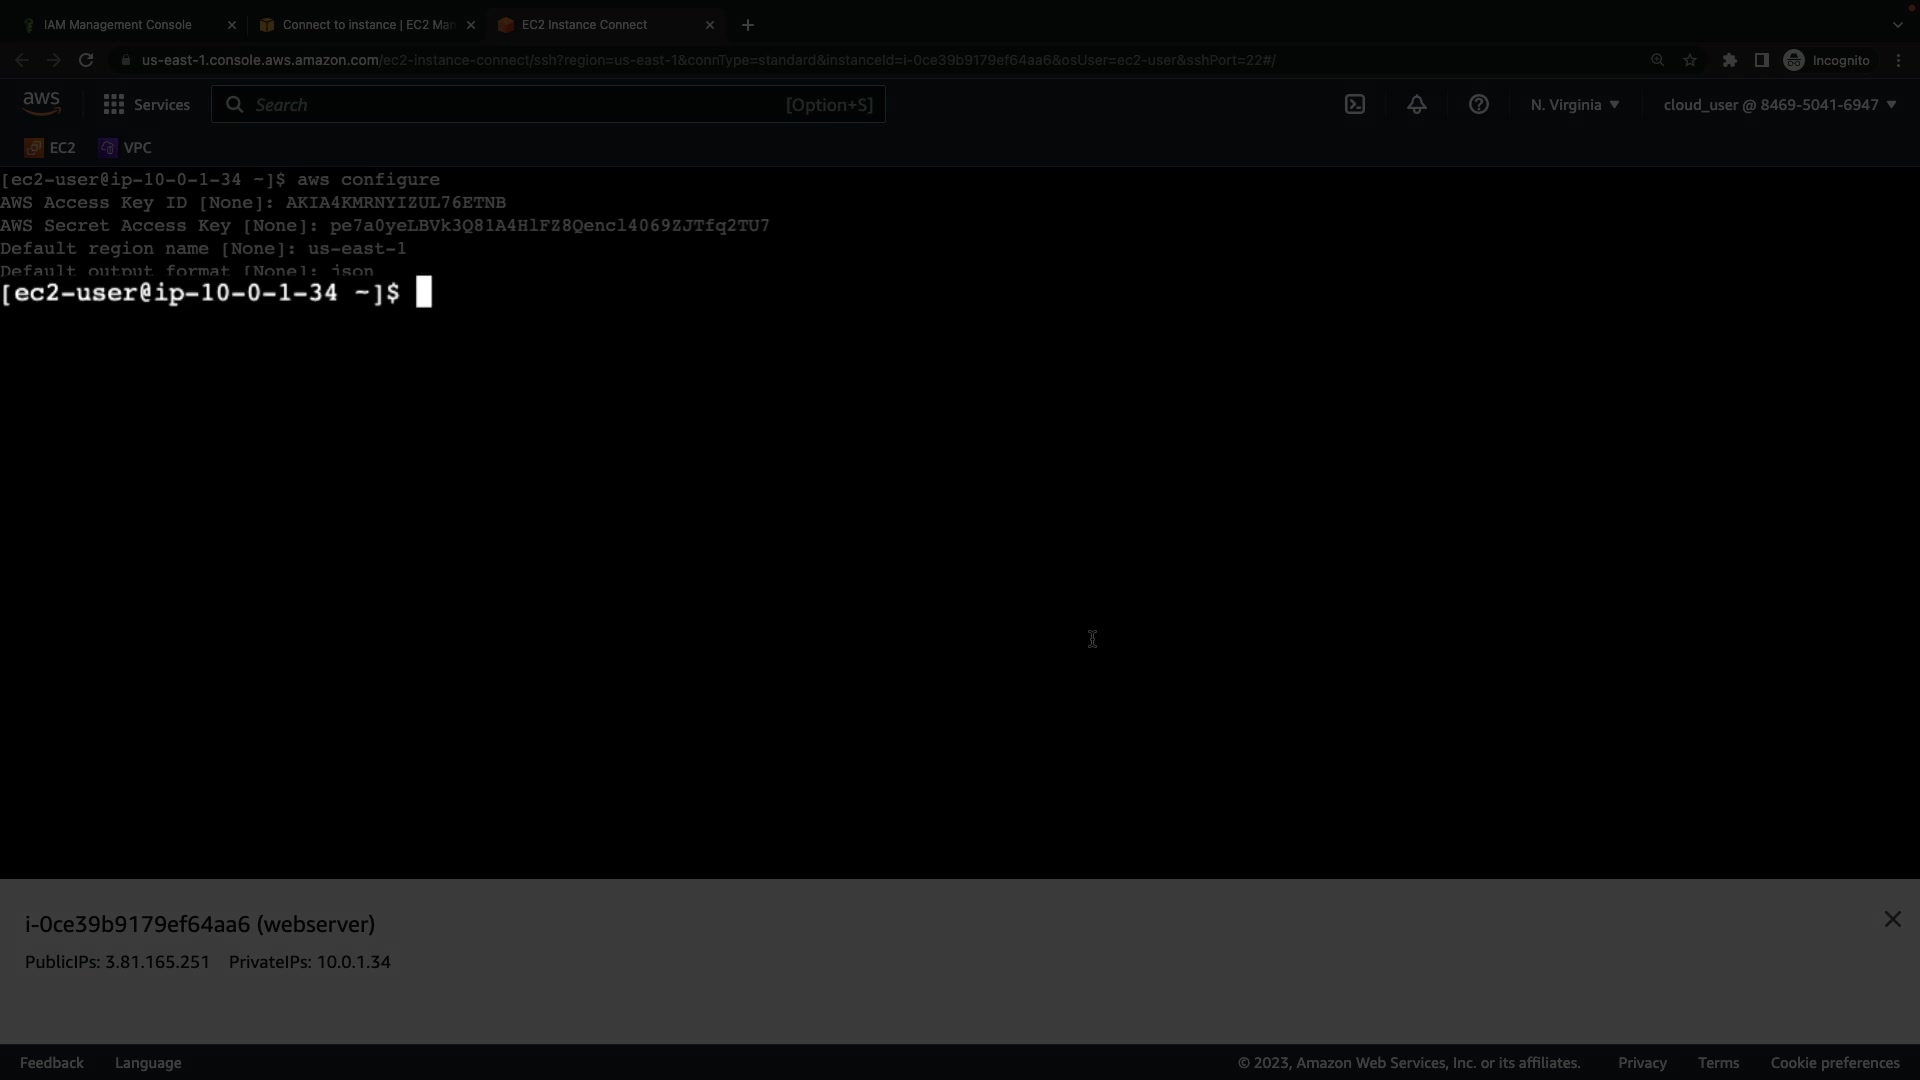 IAM Management Console
Connect to instance | EC2 Man
EC2 Instance Connect
us-east-1.console.aws.amazon.com/ec2-instance-connect/ssh?region=us-east-1&connType=standard&instanceId=i-0ce39b9179ef64aa6&osUser=ec2-user&sshPort=22#/
Incognito
aws
Services
Search
[Option+S]
N. Virginia
cloud_user @ 8469-5041-6947
EC2
VPC
[ec2-user@ip-10-0-1-34 ~]$ aws configure
AWS Access Key ID [None]: AKIA4KMRNYIZUL76ETNB
AWS Secret Access Key [None]: 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
Default region name [None]: us-east-1
Default output format [None]: json
[ec2-user@ip-10-0-1-34 ~]$
i-0ce39b9179ef64aa6 (webserver)
PublicIPs: 3.81.165.251 PrivateIPs: 10.0.1.34
Feedback
Language
© 2023, Amazon Web Services, Inc. or its affiliates.
Privacy
Terms
Cookie preferences